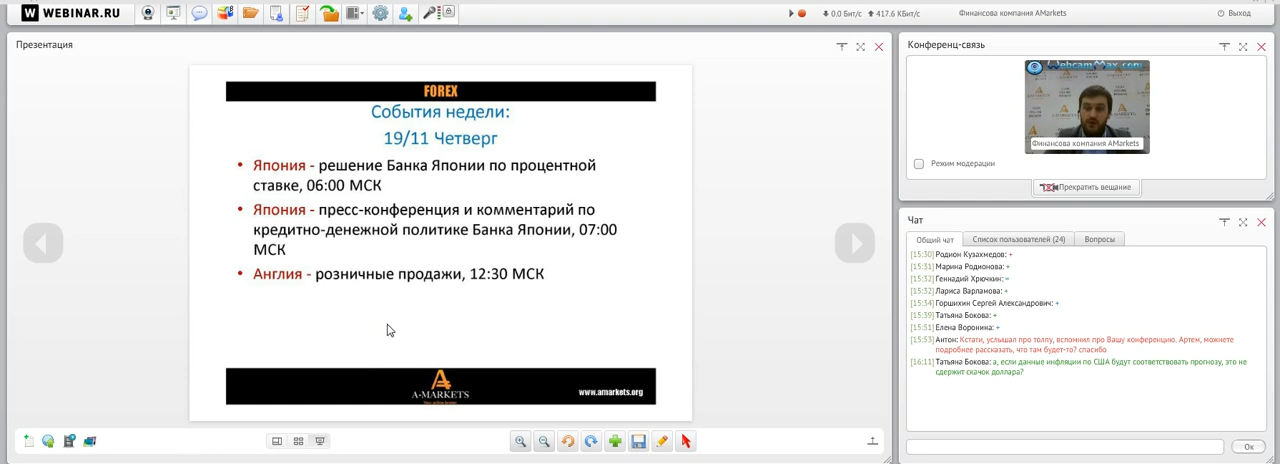 WEBINAR.RU
0.0 Бит/с
417.6 КБит/с
Финансова компания AMarkets
Выход
Презентация
FOREX
События недели:
19/11 Четверг
• Япония - решение Банка Японии по процентной
ставке, 06:00 МСК
• Япония - пресс-конференция и комментарий по
кредитно-денежной политике Банка Японии, 07:00
МСК
• Англия - розничные продажи, 12:30 МСК
A-MARKETS
www.amarkets.org
Конференц-связь
WebcamMax.com
Финансова компания AMarkets
Режим модерации
Прекратить вещание
Чат
Общий чат
Список пользователей (24)
Вопросы
[15:30] Родион Кузахмедов: +
[15:31] Марина Родионова: +
[15:32] Геннадий Хрючкин: =
[15:32] Лариса Варламова: +
[15:34] Горшихин Сергей Александрович: +
[15:39] Татьяна Бокова: +
[15:51] Елена Воронина: +
[15:53] Антон: Кстати, услышал про толпу, вспомнил про Вашу конференцию. Артем, можнете
подробнее рассказать, что там будет-то? спасибо
[16:11] Татьяна Бокова: а, если данные инфляции по США будут соответствовать прогнозу, это не
сдержит скачок доллара?
Ок